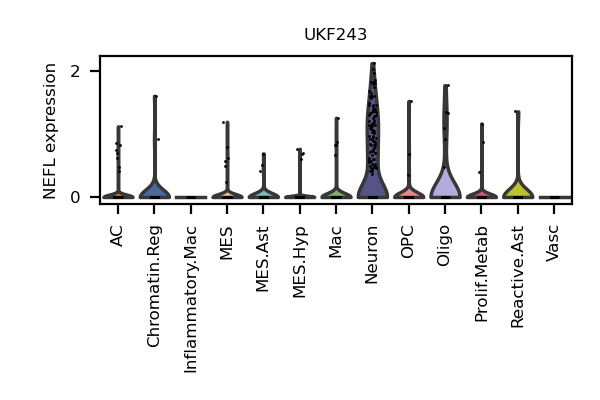 UKF243
NEFL expression
2
0
AC
Chromatin.Reg
Inflammatory.Mac
MES
MES.Ast
MES.Hyp
Mac
Neuron
OPC
Oligo
Prolif.Metab
Reactive.Ast
Vasc